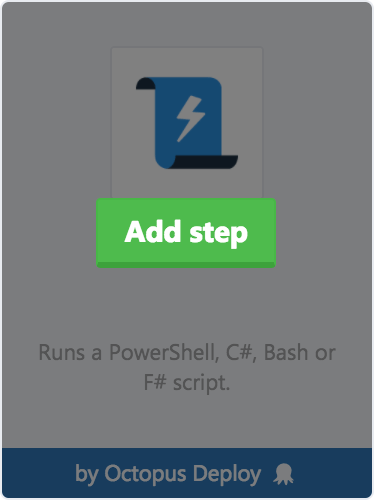 Add step
Runs a PowerShell, C#, Bash or
F# script.
by Octopus Deploy